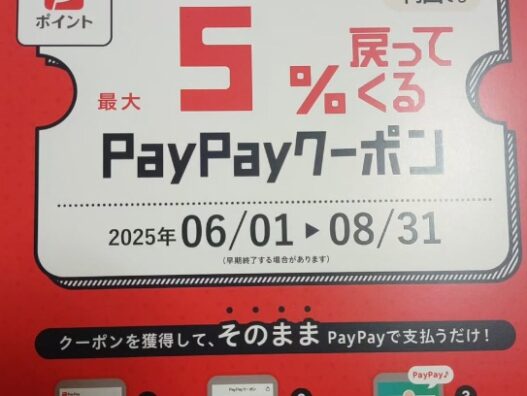 ポイント
最大 5% 戻ってくる
PayPayクーポン
2025年 06/01 ▶ 08/31
(早期終了する場合があります)
クーポンを獲得して、そのまま PayPayで支払うだけ!
PayPay♪
PayPayクーポン
3